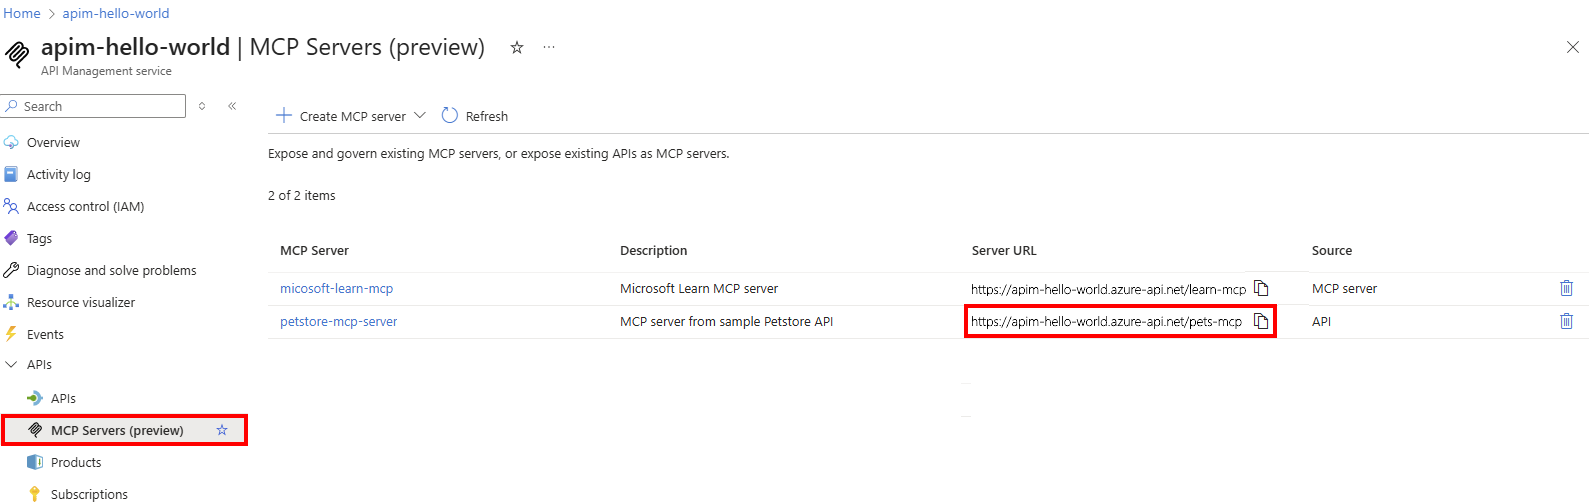 Home > apim-hello-world
apim-hello-world | MCP Servers (preview) ☆ ...
API Management service
Search
Overview
Activity log
Access control (IAM)
Tags
Diagnose and solve problems
Resource visualizer
Events
APIs
APIs
MCP Servers (preview)
Products
Subscriptions
Create MCP server Refresh
Expose and govern existing MCP servers, or expose existing APIs as MCP servers.
2 of 2 items
MCP Server Description Server URL Source
micosoft-learn-mcp Microsoft Learn MCP server https://apim-hello-world.azure-api.net/learn-mcp MCP server
petstore-mcp-server MCP server from sample Petstore API https://apim-hello-world.azure-api.net/pets-mcp API